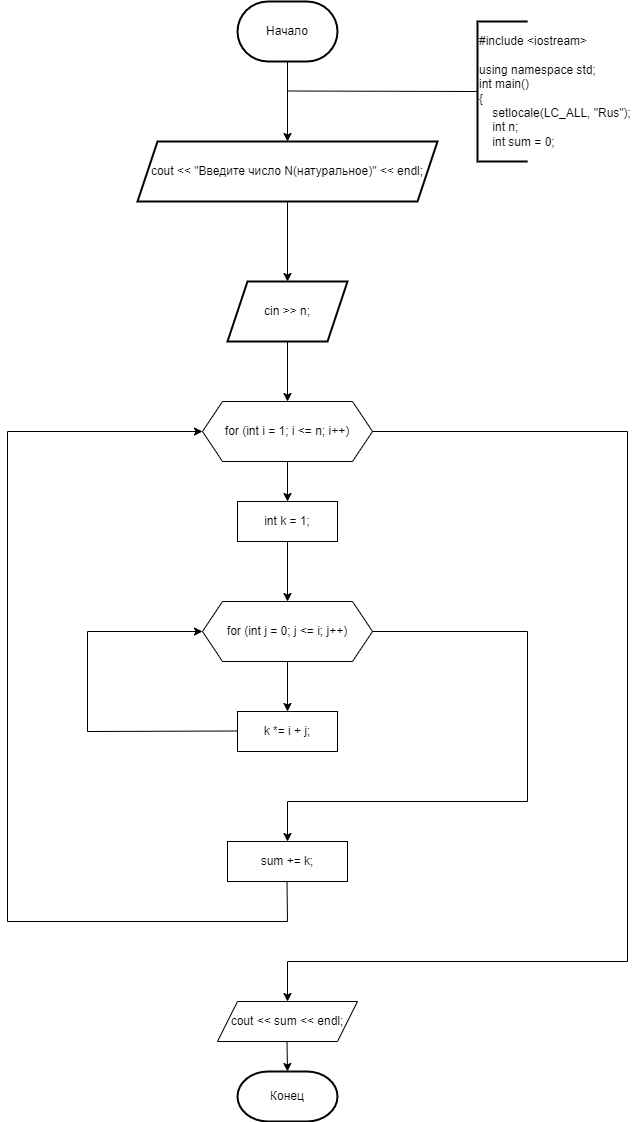 Начало
#include <iostream>
using namespace std;
int main()
{
setlocale(LC_ALL, "Rus");
int n;
int sum = 0;
cout << "Введите число N(натуральное)" << endl;
cin >> n;
for (int i = 1; i <= n; i++)
int k = 1;
for (int j = 0; j <= i; j++)
k *= i + j;
sum += k;
cout << sum << endl;
Конец